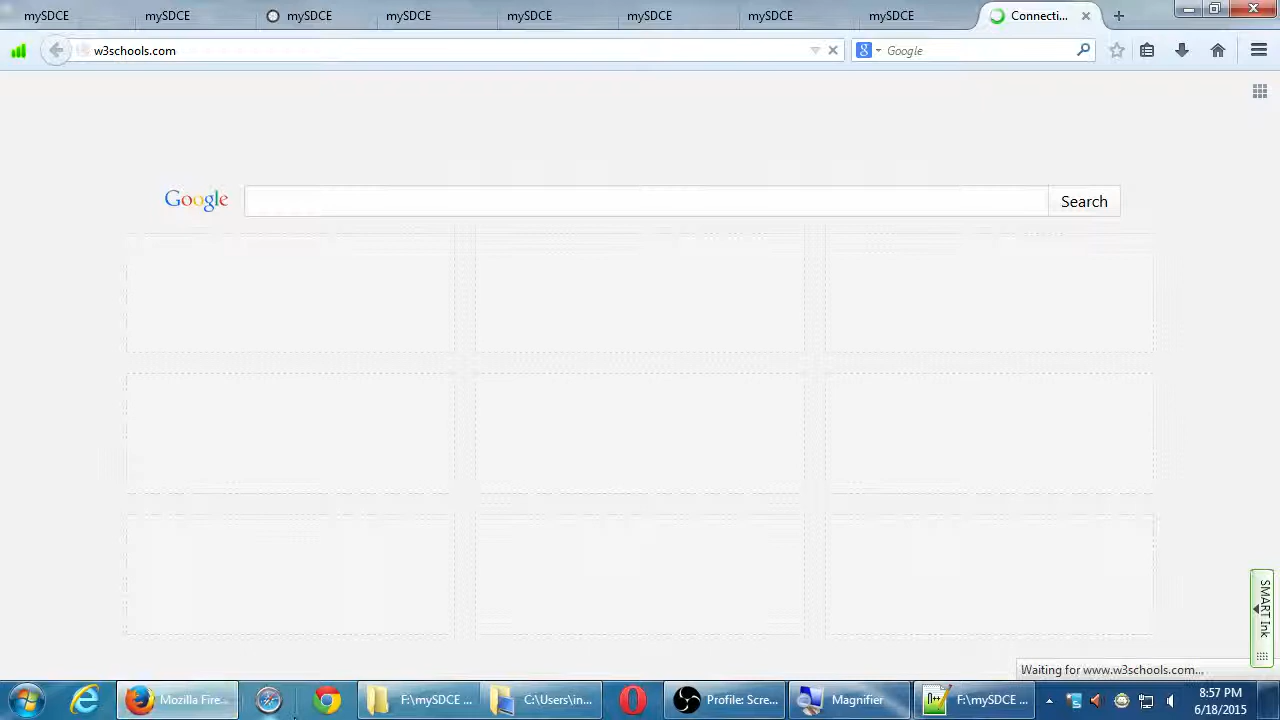 mySDCE mySDCE mySDCE mySDCE mySDCE mySDCE mySDCE mySDCE Connecti...
w3schools.com Google
Google Search
SMART Ink
Waiting for www.w3schools.com...
Mozilla Fire... F:\mySDCE ... C:\Users\in... Profile: Scre... Magnifier F:\mySDCE ... 8:57 PM
6/18/2015